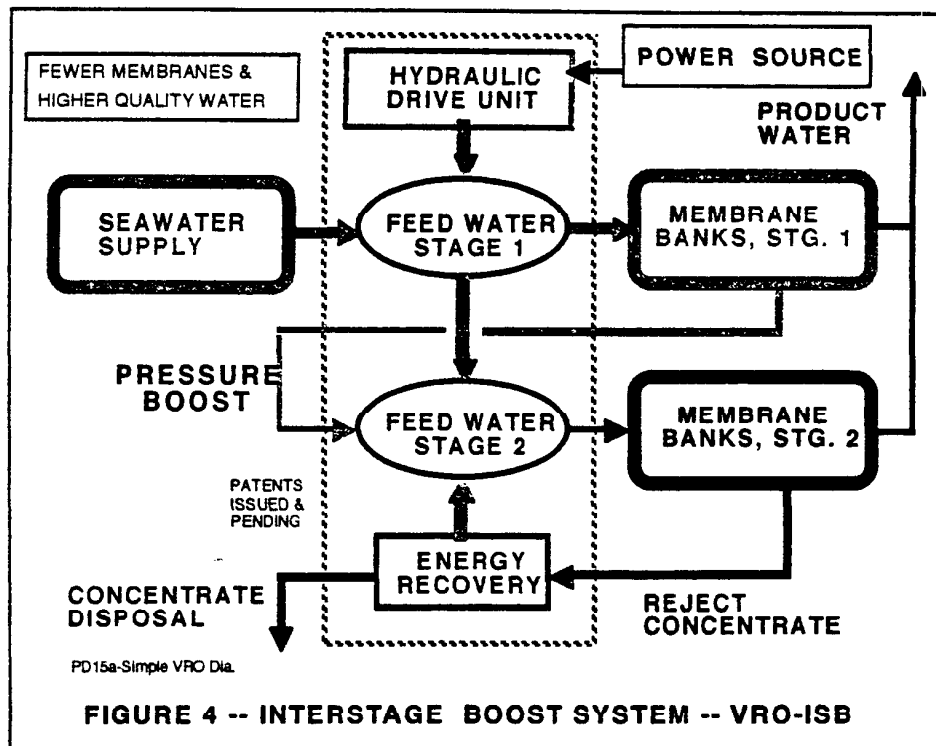 FEWER MEMBRANES &
HIGHER QUALITY WATER
HYDRAULIC
DRIVE UNIT
POWER SOURCE
PRODUCT
WATER
SEAWATER
SUPPLY
FEED WATER
STAGE 1
MEMBRANE
BANKS, STG. 1
PRESSURE
BOOST
FEED WATER
STAGE 2
MEMBRANE
BANKS, STG. 2
PATENTS
ISSUED &
PENDING
ENERGY
RECOVERY
CONCENTRATE
DISPOSAL
REJECT
CONCENTRATE
PD15a-Simple VRO Dia.
FIGURE 4 -- INTERSTAGE BOOST SYSTEM -- VRO-ISB